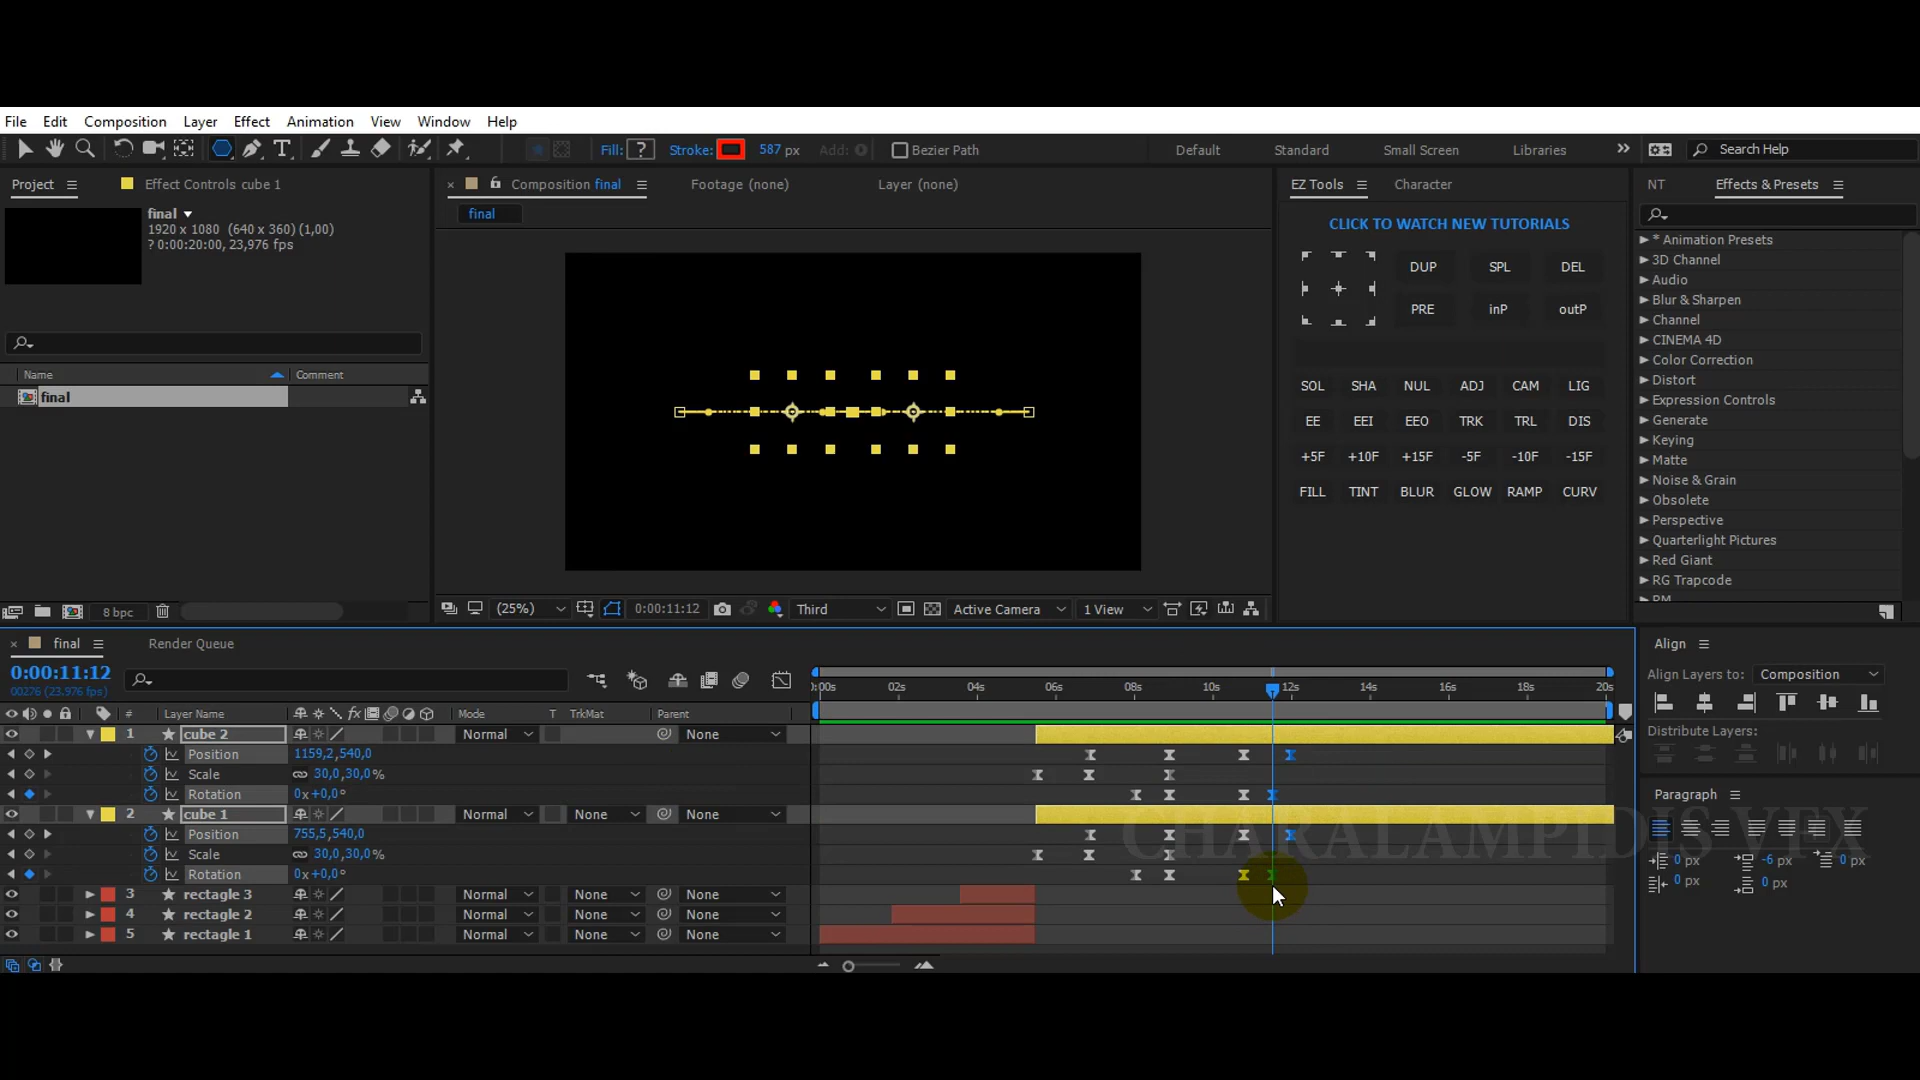 File Edit Composition Layer Effect Animation View Window Help
Fill: ? Stroke: 587 px Add: Bezier Path Default Standard Small Screen Libraries >> Search Help
Project Effect Controls cube 1 Composition final Footage (none) Layer (none) EZ Tools Character NT Effects & Presets
final
1920 x 1080 (640 x 360) (1,00)
? 0:00:20:00, 23,976 fps
final
CLICK TO WATCH NEW TUTORIALS
DUP SPL DEL
PRE inP outP
SOL SHA NUL ADJ CAM LIG
EE EEI EEO TRK TRL DIS
+5F +10F +15F -5F -10F -15F
FILL TINT BLUR GLOW RAMP CURV
* Animation Presets
3D Channel
Audio
Blur & Sharpen
Channel
CINEMA 4D
Color Correction
Distort
Expression Controls
Generate
Keying
Matte
Noise & Grain
Obsolete
Perspective
Quarterlight Pictures
Red Giant
RG Trapcode
Name Comment
final
8 bpc
(25%) 0:00:11:12 Third Active Camera 1 View
final Render Queue
0:00:11:12
00276 (23.976 fps)
:00s 02s 04s 06s 08s 10s 12s 14s 16s 18s 20s
# Layer Name fx Mode T TrkMat Parent
1 cube 2 Normal None
Position 1159,2,540,0
Scale 30,0,30,0%
Rotation 0x+0,0°
2 cube 1 Normal None None
Position 755,5,540,0
Scale 30,0,30,0%
Rotation 0x+0,0°
3 rectagle 3 Normal None None
4 rectagle 2 Normal None None
5 rectagle 1 Normal None None
CHARALAMPIDIS VFX
Align
Align Layers to: Composition
Distribute Layers:
Paragraph
0 px -6 px 0 px
0 px 0 px